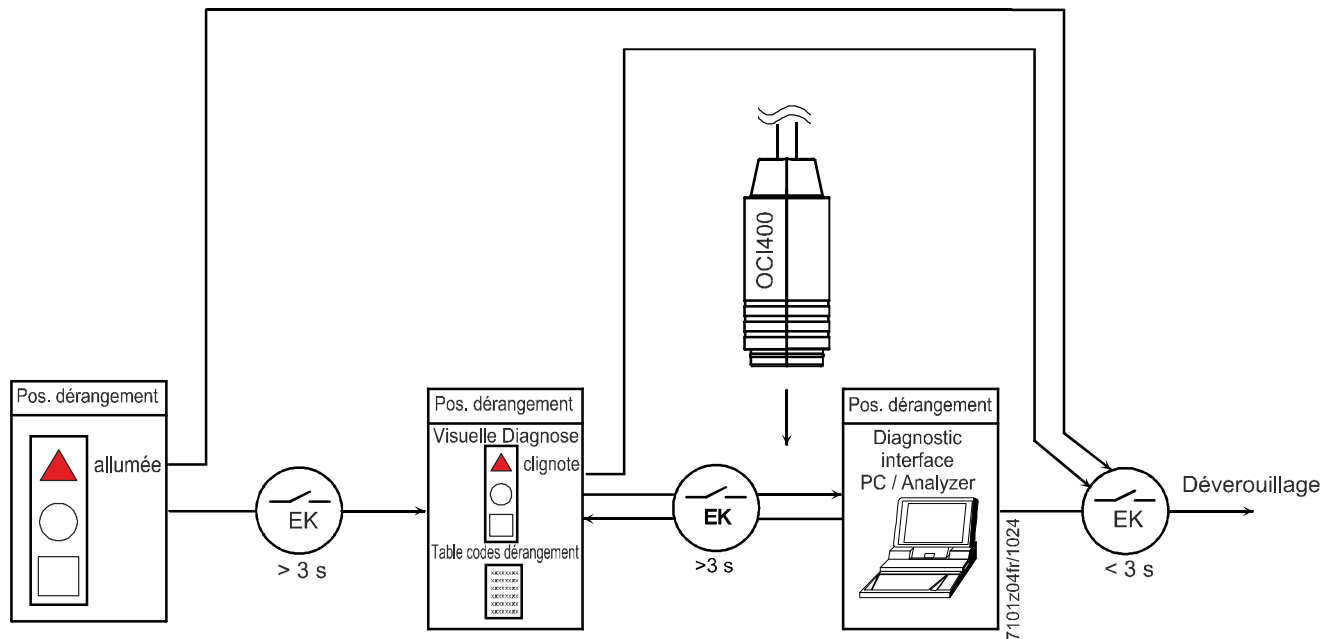 OCI400
Pos. dérangement
allumée
EK
> 3 s
Pos. dérangement
Visuelle Diagnose
clignote
Table codes dérangement
EK
>3 s
Pos. dérangement
Diagnostic
interface
PC / Analyzer
7101z04fr/1024
EK
< 3 s
Déverouillage